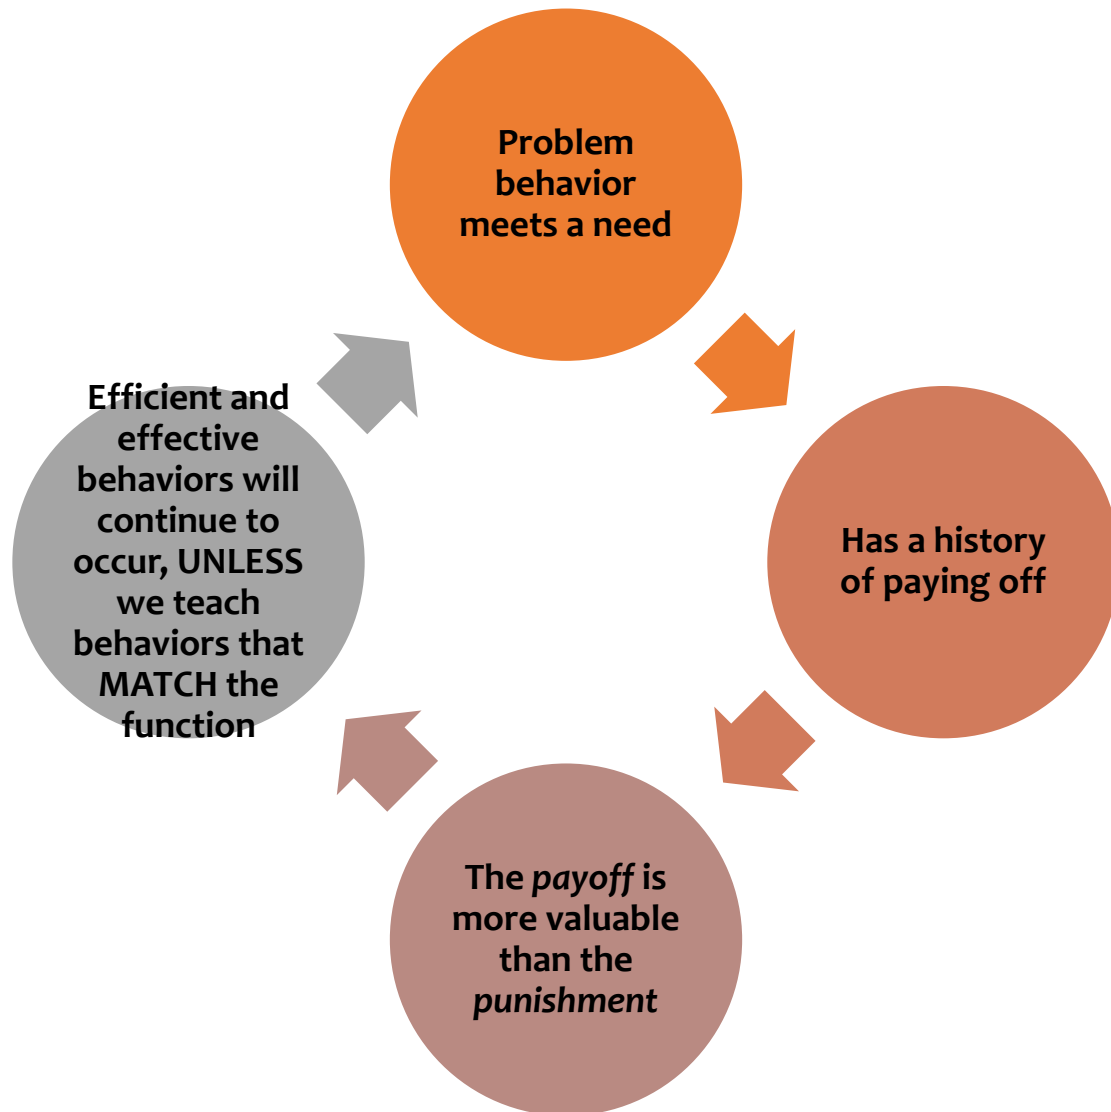 Problem
behavior
meets a need
Has a history
of paying off
The payoff is
more valuable
than the
punishment
Efficient and
effective
behaviors will
continue to
occur, UNLESS
we teach
behaviors that
MATCH the
function